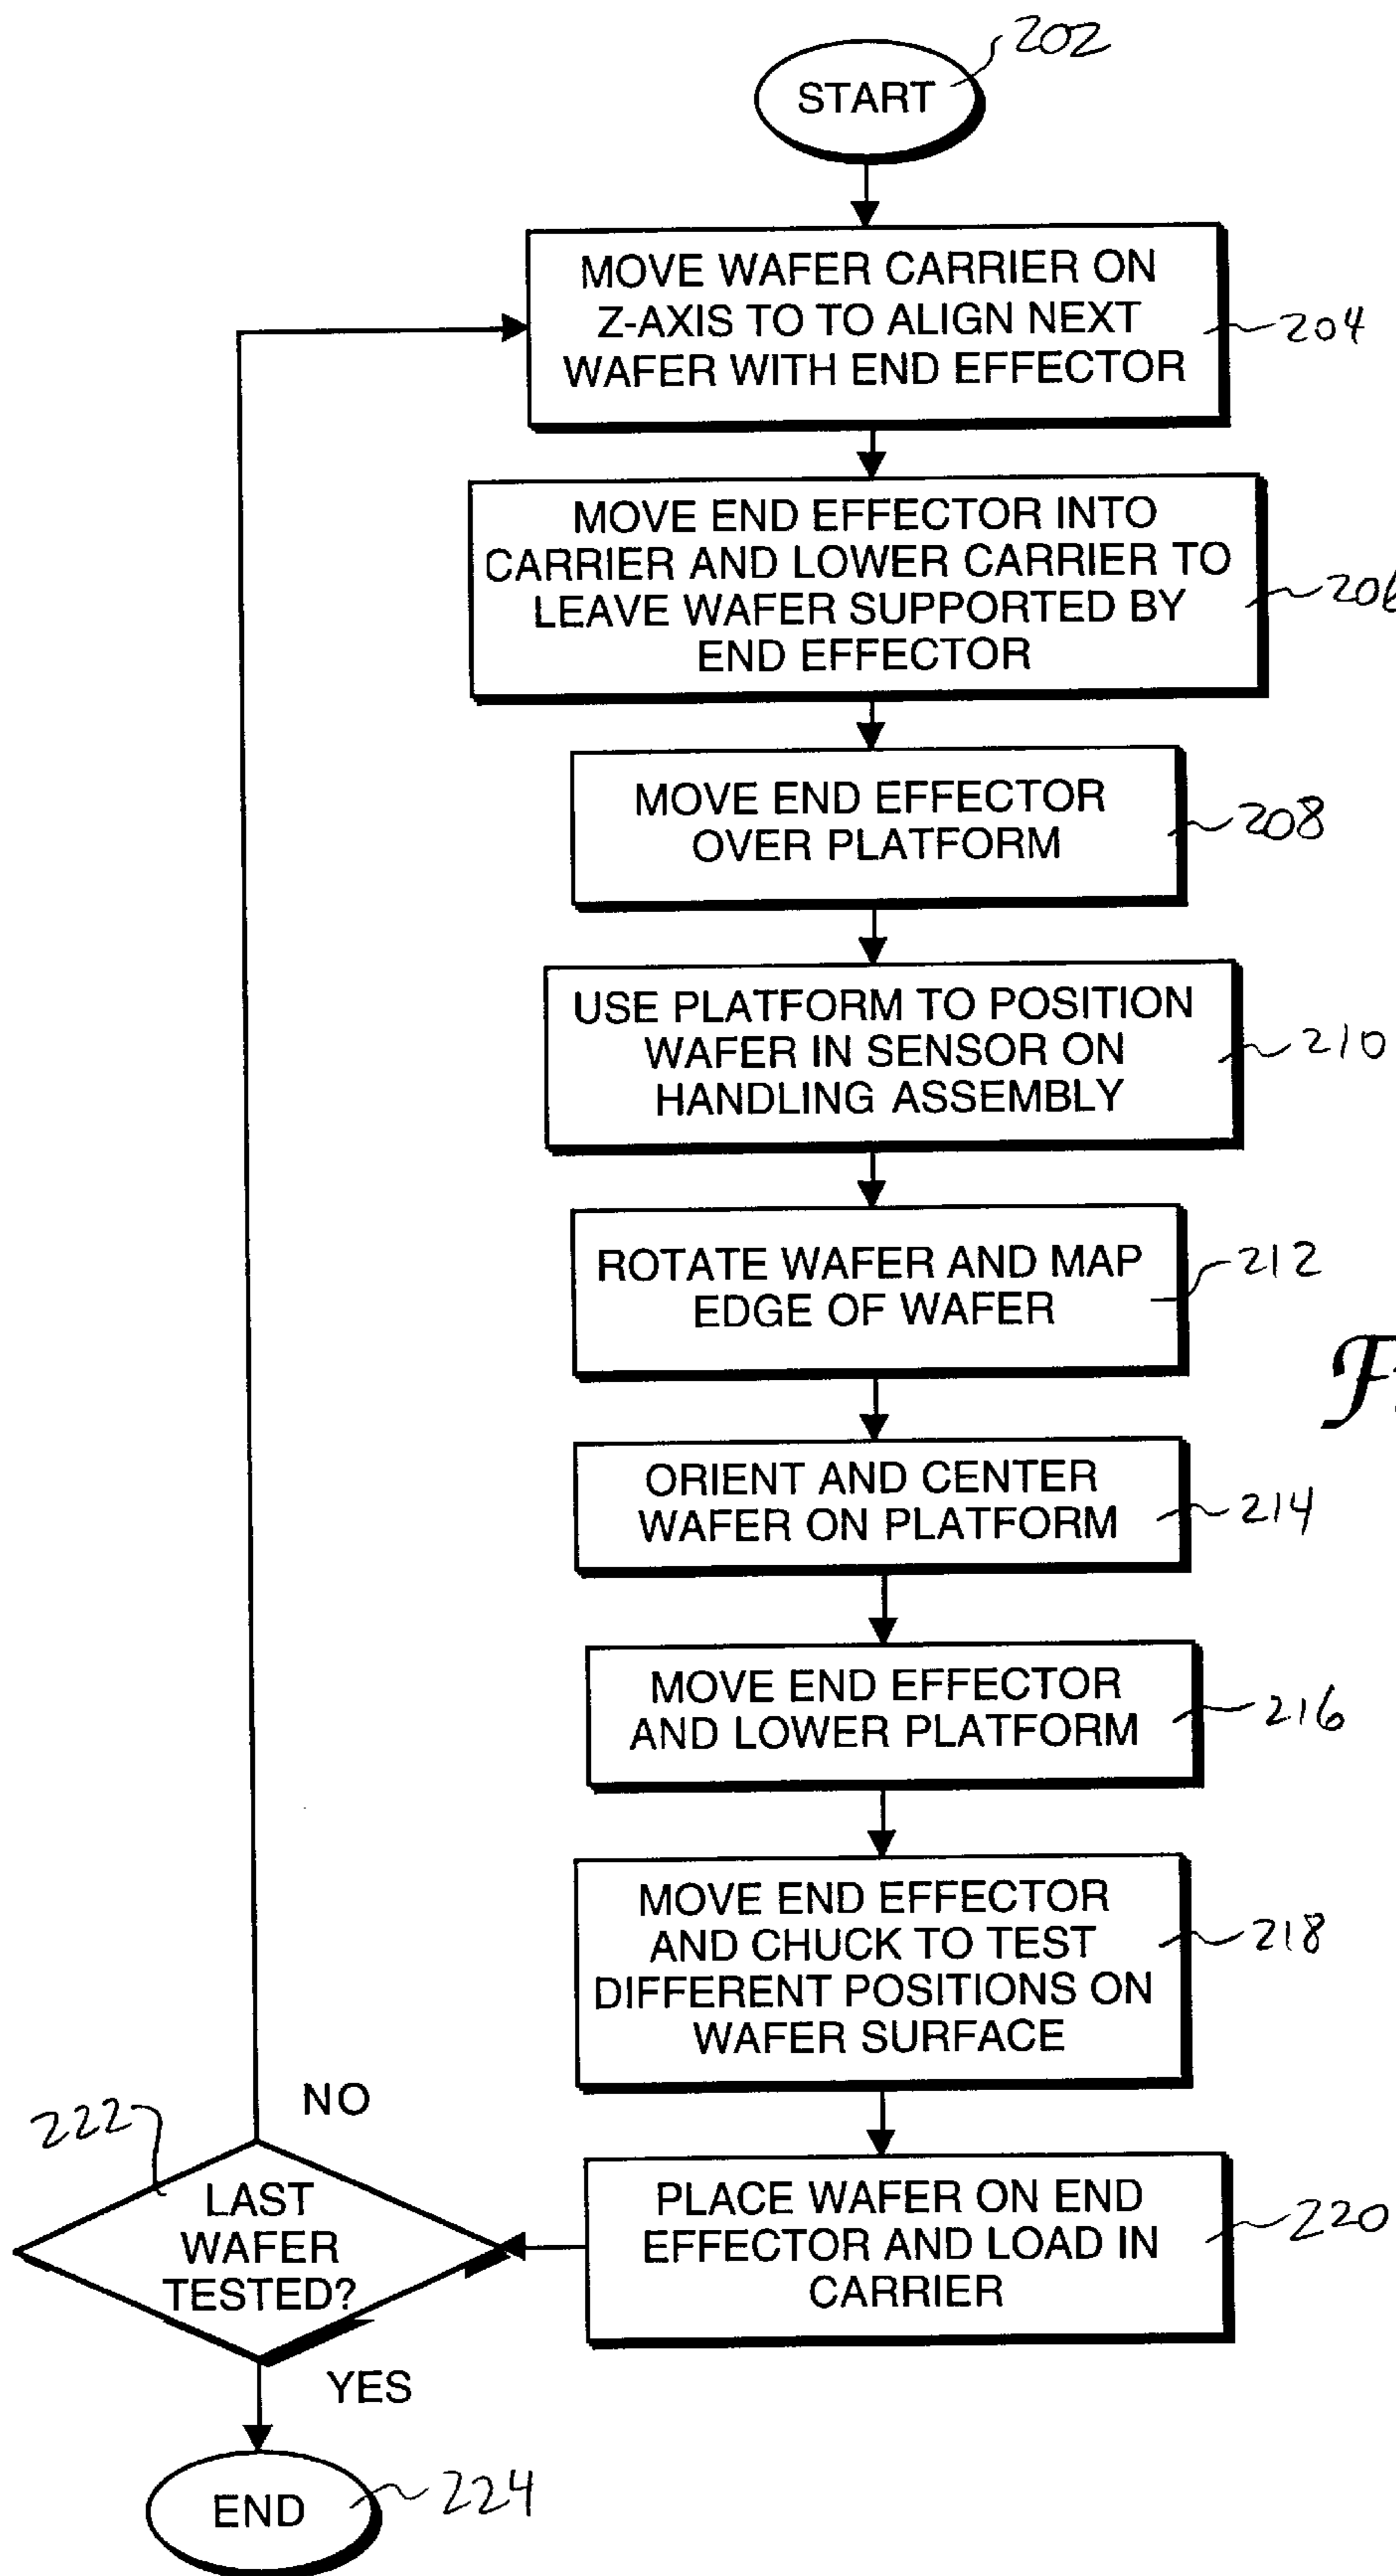 START
202
MOVE WAFER CARRIER ON
Z-AXIS TO TO ALIGN NEXT
WAFER WITH END EFFECTOR
204
MOVE END EFFECTOR INTO
CARRIER AND LOWER CARRIER TO
LEAVE WAFER SUPPORTED BY
END EFFECTOR
206
MOVE END EFFECTOR
OVER PLATFORM
208
USE PLATFORM TO POSITION
WAFER IN SENSOR ON
HANDLING ASSEMBLY
210
ROTATE WAFER AND MAP
EDGE OF WAFER
212
ORIENT AND CENTER
WAFER ON PLATFORM
214
MOVE END EFFECTOR
AND LOWER PLATFORM
216
MOVE END EFFECTOR
AND CHUCK TO TEST
DIFFERENT POSITIONS ON
WAFER SURFACE
218
PLACE WAFER ON END
EFFECTOR AND LOAD IN
CARRIER
220
NO
222
LAST
WAFER
TESTED?
YES
END
224